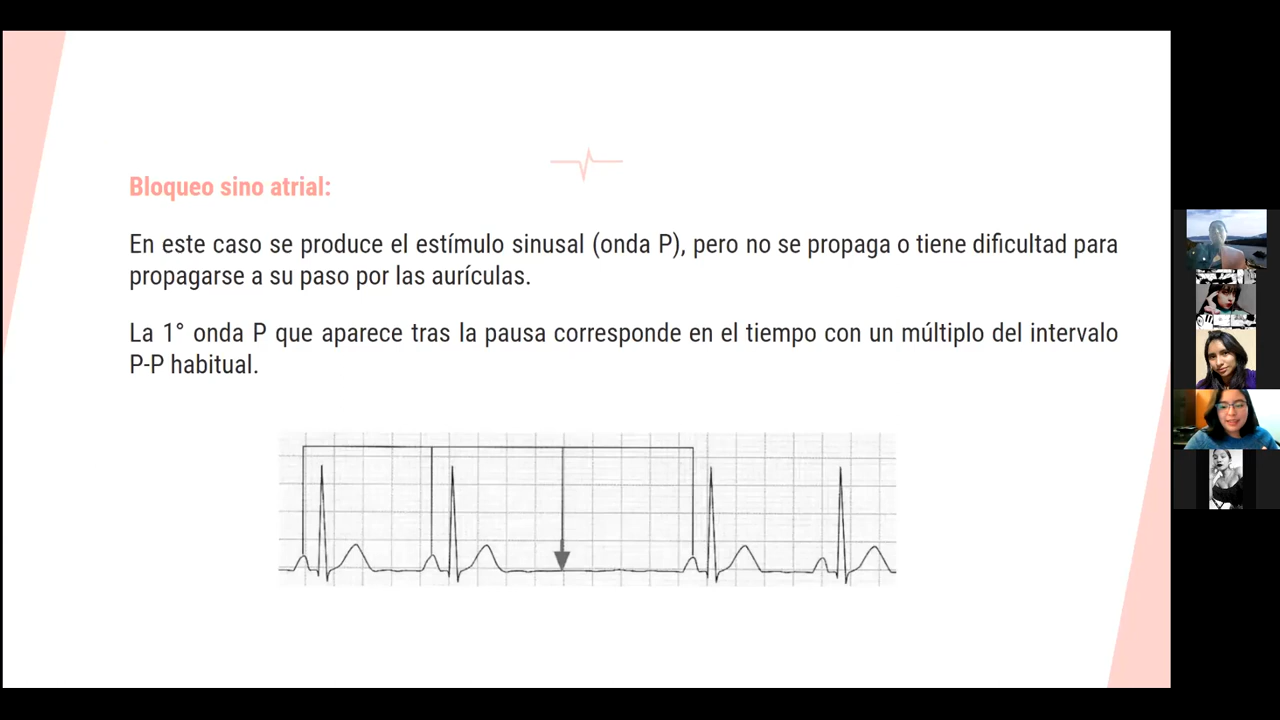 Bloqueo sino atrial:
En este caso se produce el estímulo sinusal (onda P), pero no se propaga o tiene dificultad para
propagarse a su paso por las aurículas.
La 1° onda P que aparece tras la pausa corresponde en el tiempo con un múltiplo del intervalo
P-P habitual.